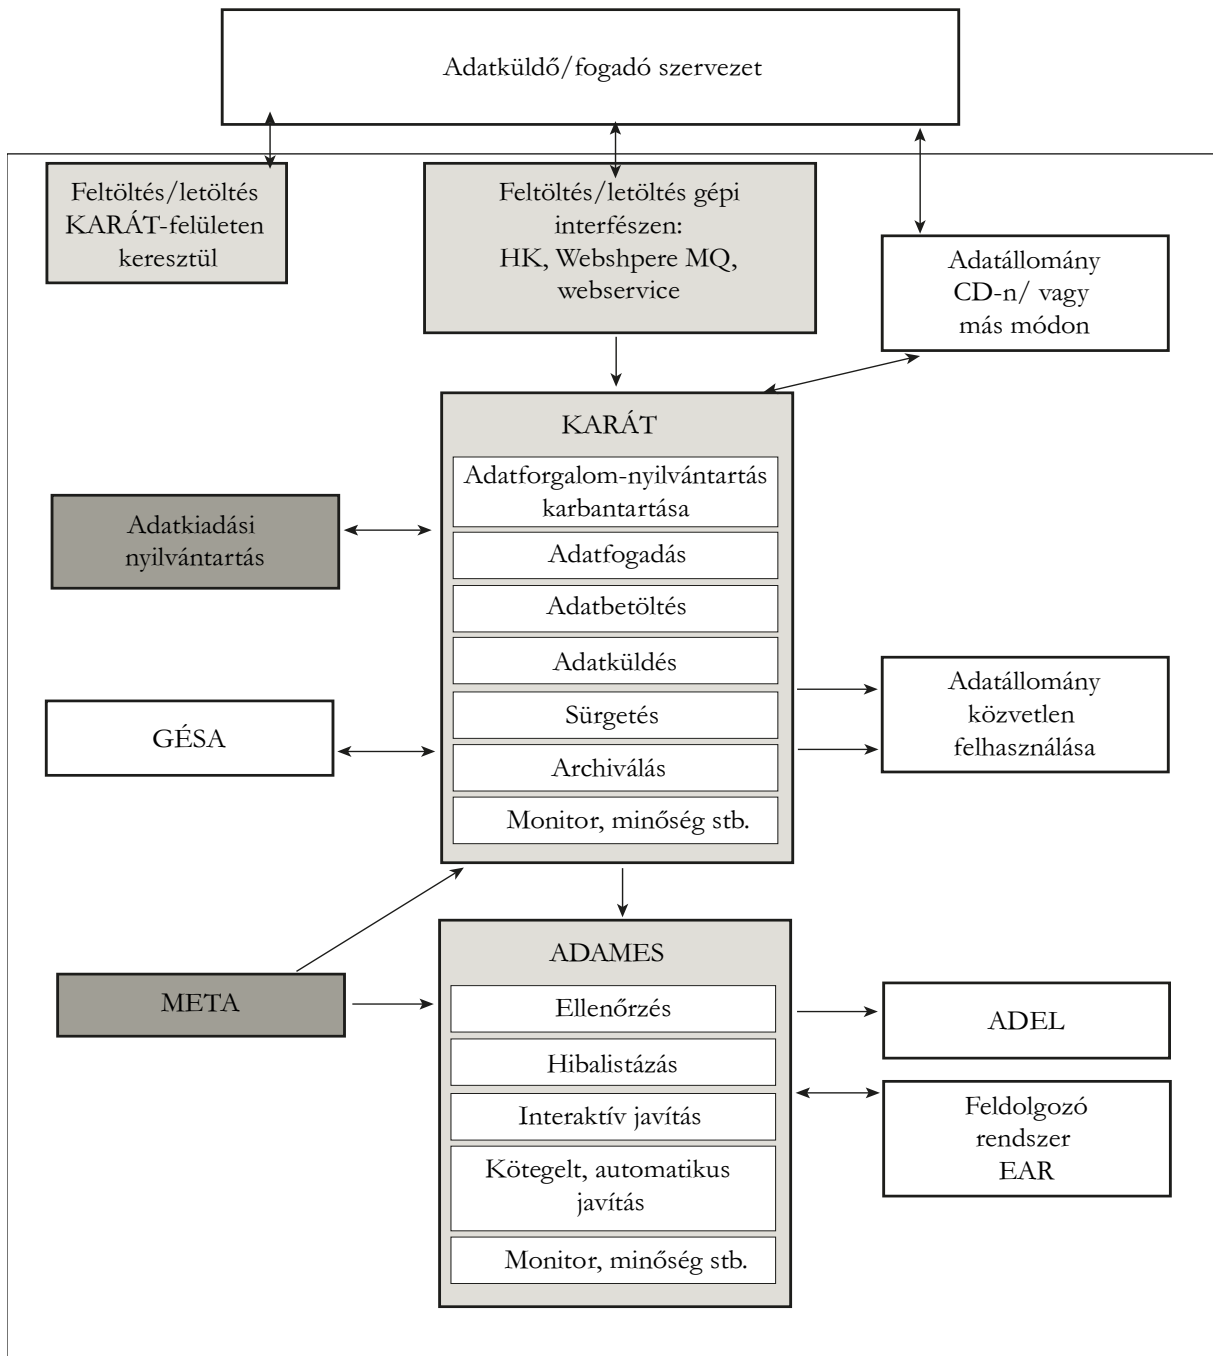 Adatküldő/fogadó szervezet
Feltöltés/letöltés
KARÁT-felületen
keresztül
Feltöltés/letöltés gépi
interfészen:
HK, Webshpere MQ,
webservice
Adatállomány
CD-n/ vagy
más módon
KARÁT
Adatforgalom-nyilvántartás
karbantartása
Adatfogadás
Adatbetöltés
Adatküldés
Sürgetés
Archiválás
Monitor, minőség stb.
Adatkiadási
nyilvántartás
GÉSA
Adatállomány
közvetlen
felhasználása
META
ADAMES
Ellenőrzés
Hibalistázás
Interaktív javítás
Kötegelt, automatikus
javítás
Monitor, minőség stb.
ADEL
Feldolgozó
rendszer
EAR